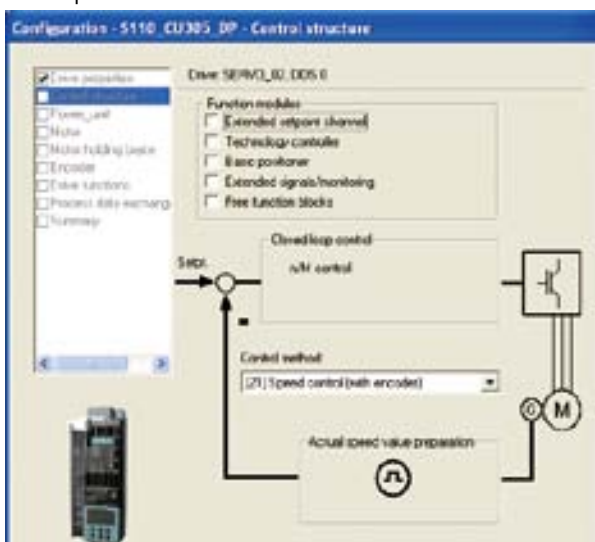 Configuration - S110_CU305_DP - Control structure
Drive properties
Control structure
Power_unit
Motor
Motor holding brake
Encoder
Drive functions
Process data exchang
Summary
Drive: SERVO_02, DDS 0
Function modules
Extended setpoint channel
Technology controller
Basic positioner
Extended signals/monitoring
Free function blocks
Closed-loop control
n/M control
Setp.
-
Control method:
[21] Speed control (with encoder)
G
M
Actual speed value preparation